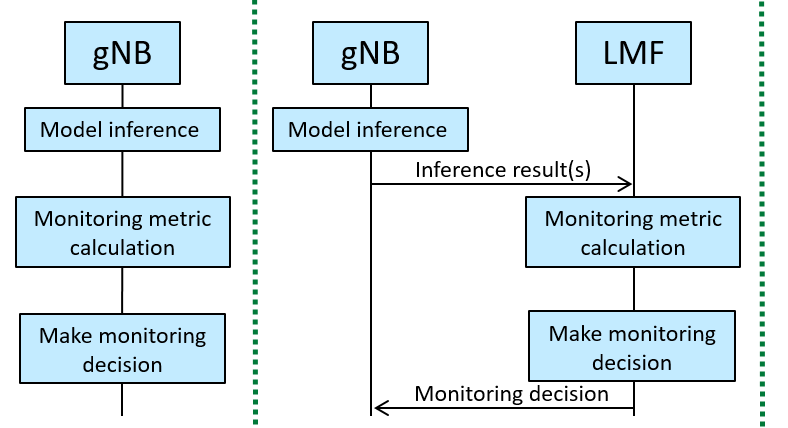 gNB
Model inference
Monitoring metric
calculation
Make monitoring
decision
gNB
LMF
Model inference
Inference result(s)
Monitoring metric
calculation
Make monitoring
decision
Monitoring decision